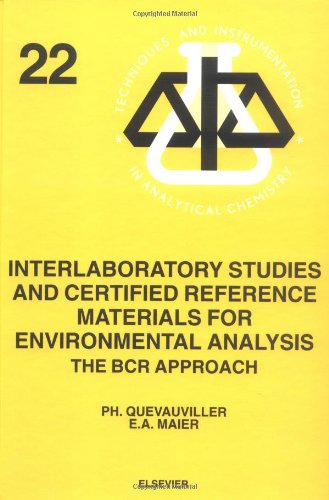 22
TECHNIQUES AND INSTRUMENTATION
IN ANALYTICAL CHEMISTRY
INTERLABORATORY STUDIES
AND CERTIFIED REFERENCE
MATERIALS FOR
ENVIRONMENTAL ANALYSIS
THE BCR APPROACH
PH. QUEVAUVILLER
E.A. MAIER
ELSEVIER